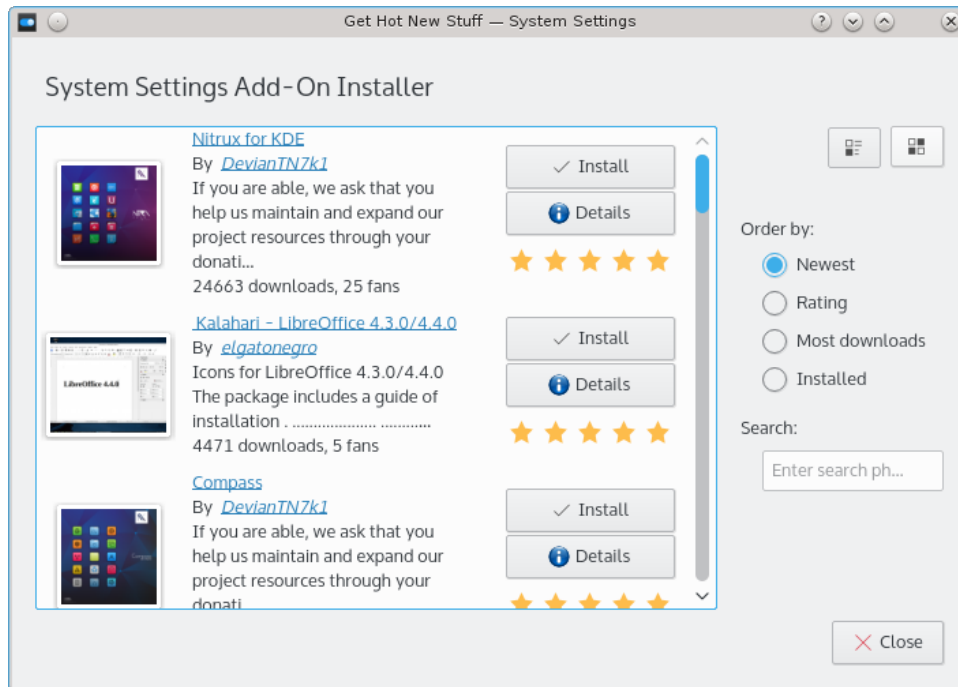 Get Hot New Stuff — System Settings
System Settings Add-On Installer
Nitrux for KDE
By DevianTN7k1
If you are able, we ask that you
help us maintain and expand our
project resources through your
donati...
24663 downloads, 25 fans
Install
Details
Kalahari - LibreOffice 4.3.0/4.4.0
By elgatonegro
Icons for LibreOffice 4.3.0/4.4.0
The package includes a guide of
installation . ..................... ............
4471 downloads, 5 fans
LibreOffice 4.4.0
Install
Details
Compass
By DevianTN7k1
If you are able, we ask that you
help us maintain and expand our
project resources through your
donati
Install
Details
Order by:
Newest
Rating
Most downloads
Installed
Search:
Enter search ph...
Close